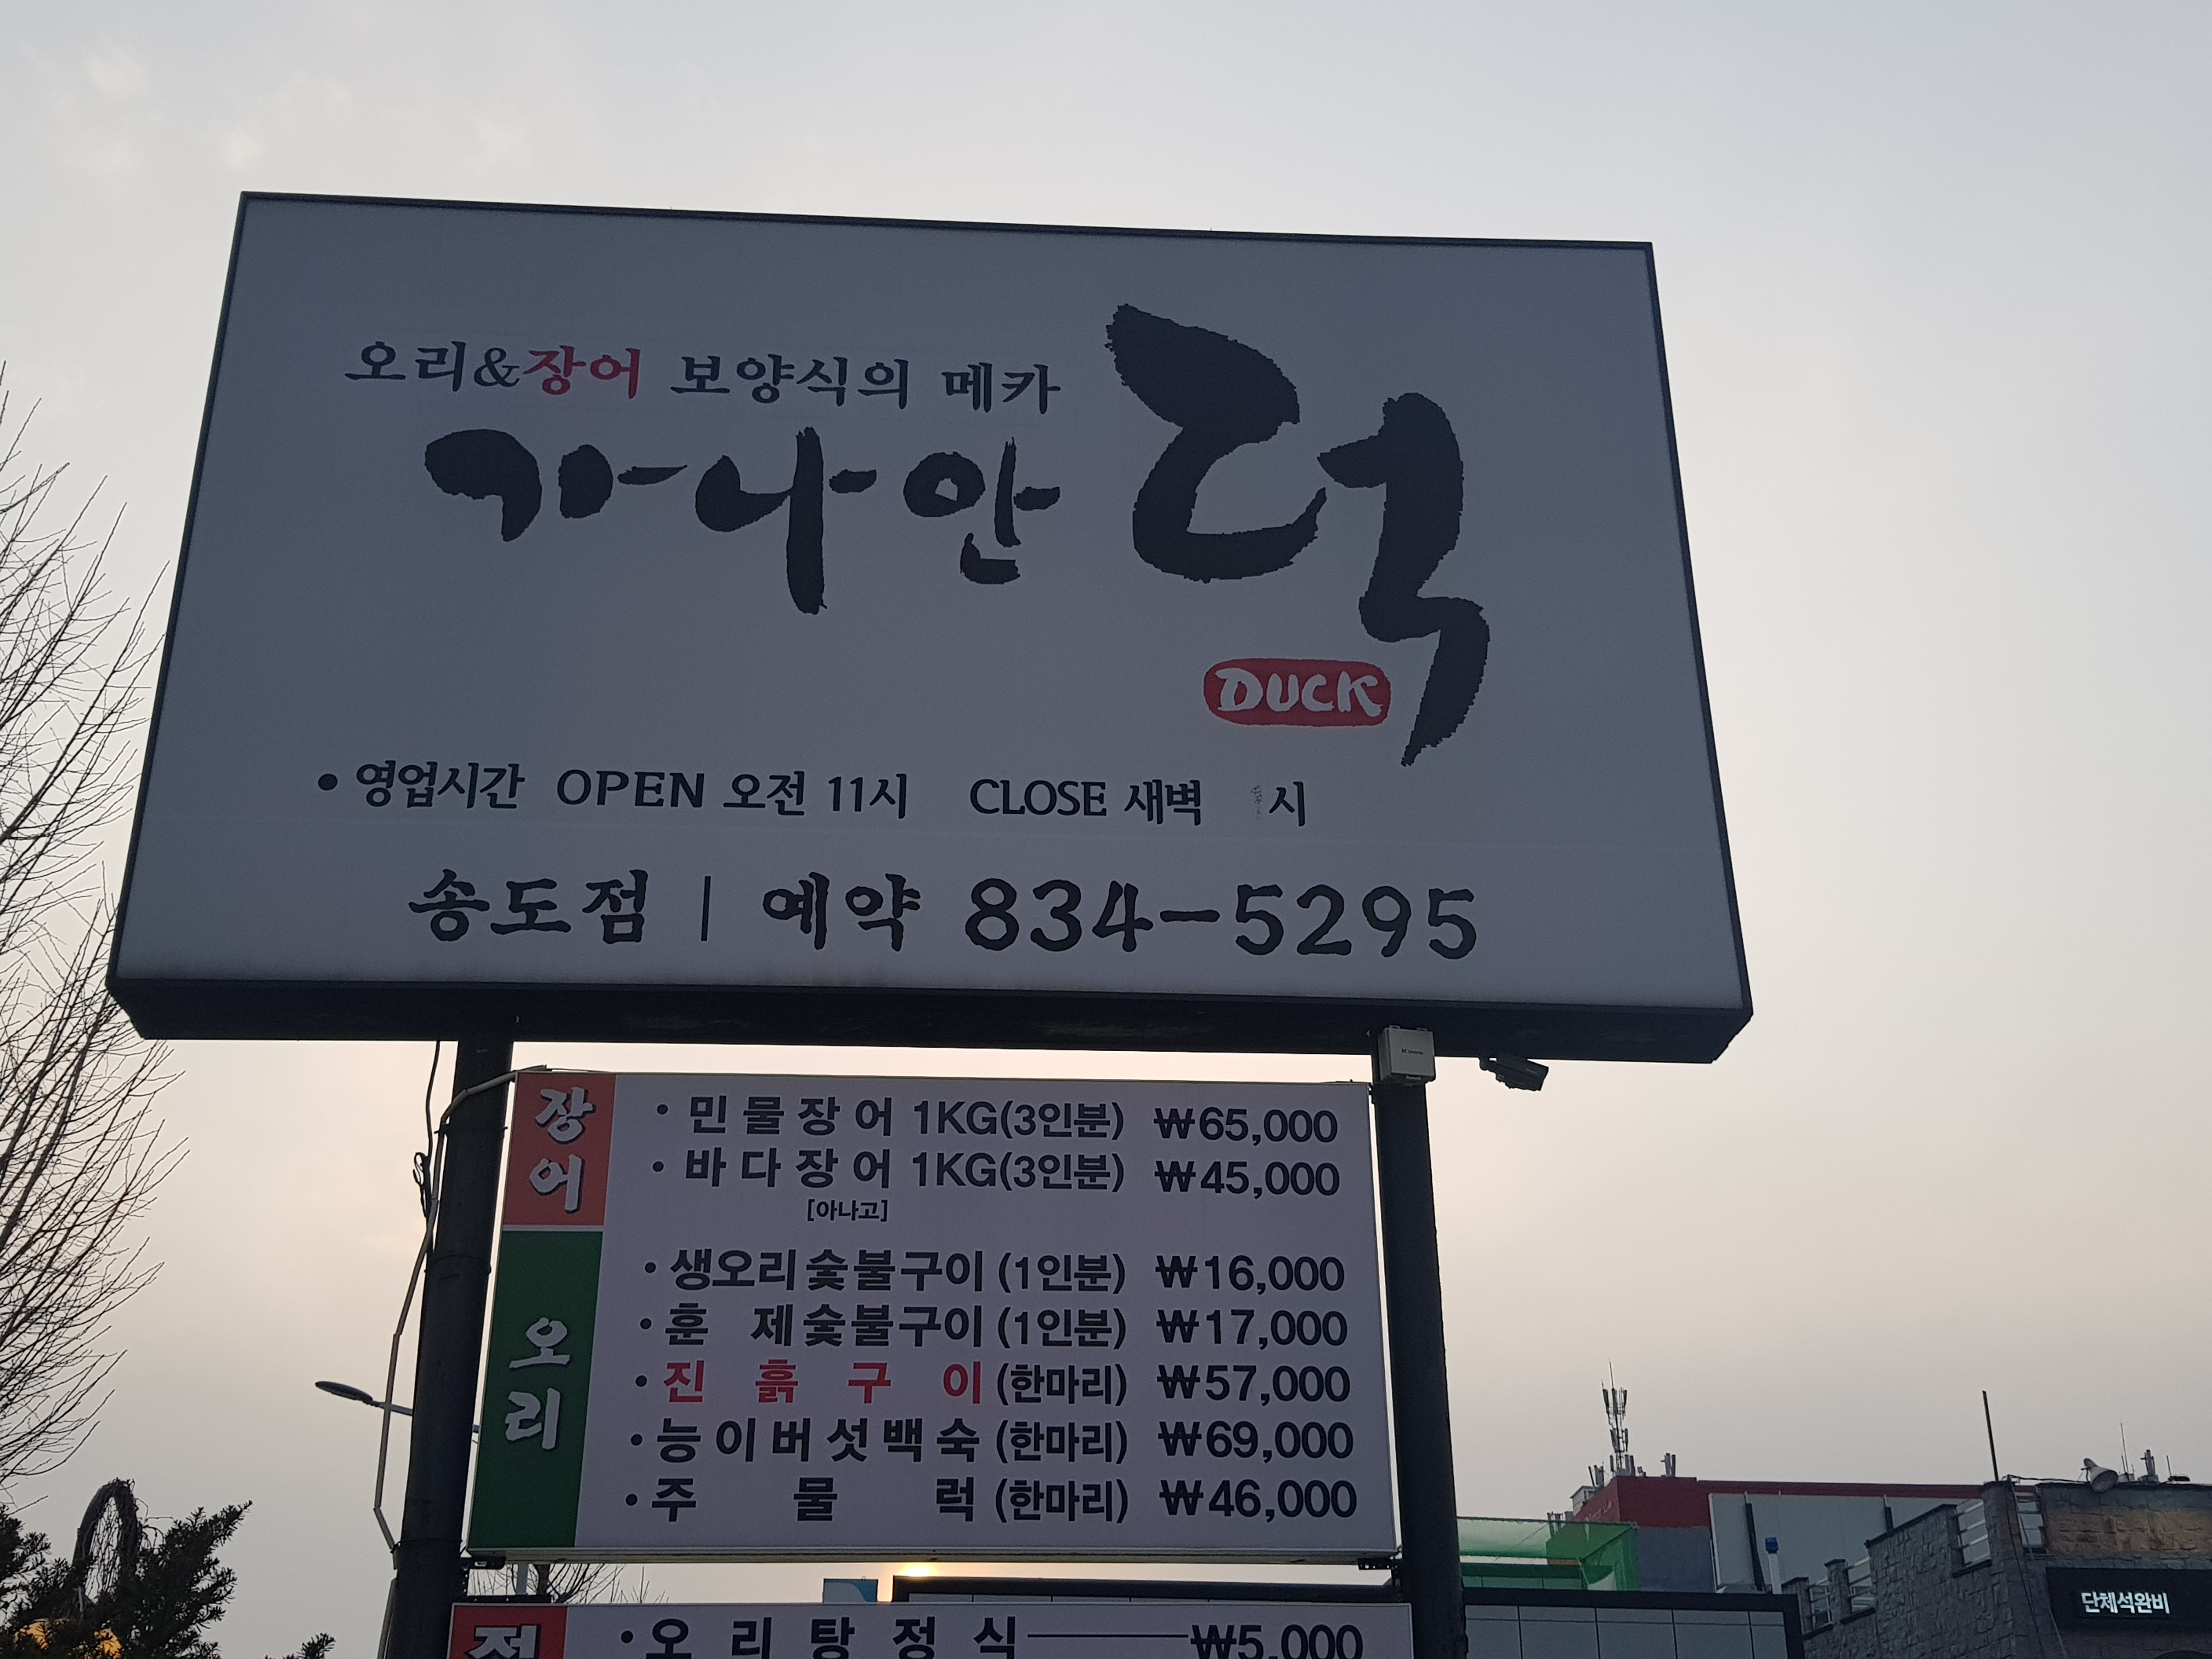 오리&장어 보양식의 메카
가나안 덕
DUCK
• 영업시간 OPEN 오전 11시 CLOSE 새벽 시
송도점 | 예약 834-5295
장어
• 민물장어 1KG(3인분) ₩65,000
• 바다장어 1KG(3인분) ₩45,000
[아나고]
오리
• 생오리숯불구이 (1인분) ₩16,000
• 훈제숯불구이 (1인분) ₩17,000
• 진흙구이 (한마리) ₩57,000
• 능이버섯백숙 (한마리) ₩69,000
• 주물럭 (한마리) ₩46,000
• 오리탕정식 ₩5,000
단체석완비